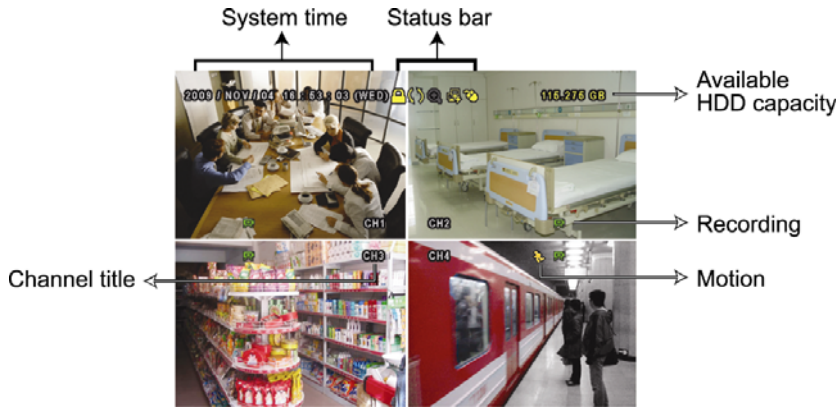 System time
Status bar
2009 / NOV / 04 16 : 53 : 03 (WED)
115.275 GB
Available
HDD capacity
CH1
CH2
Recording
CH3
CH4
Channel title
Motion